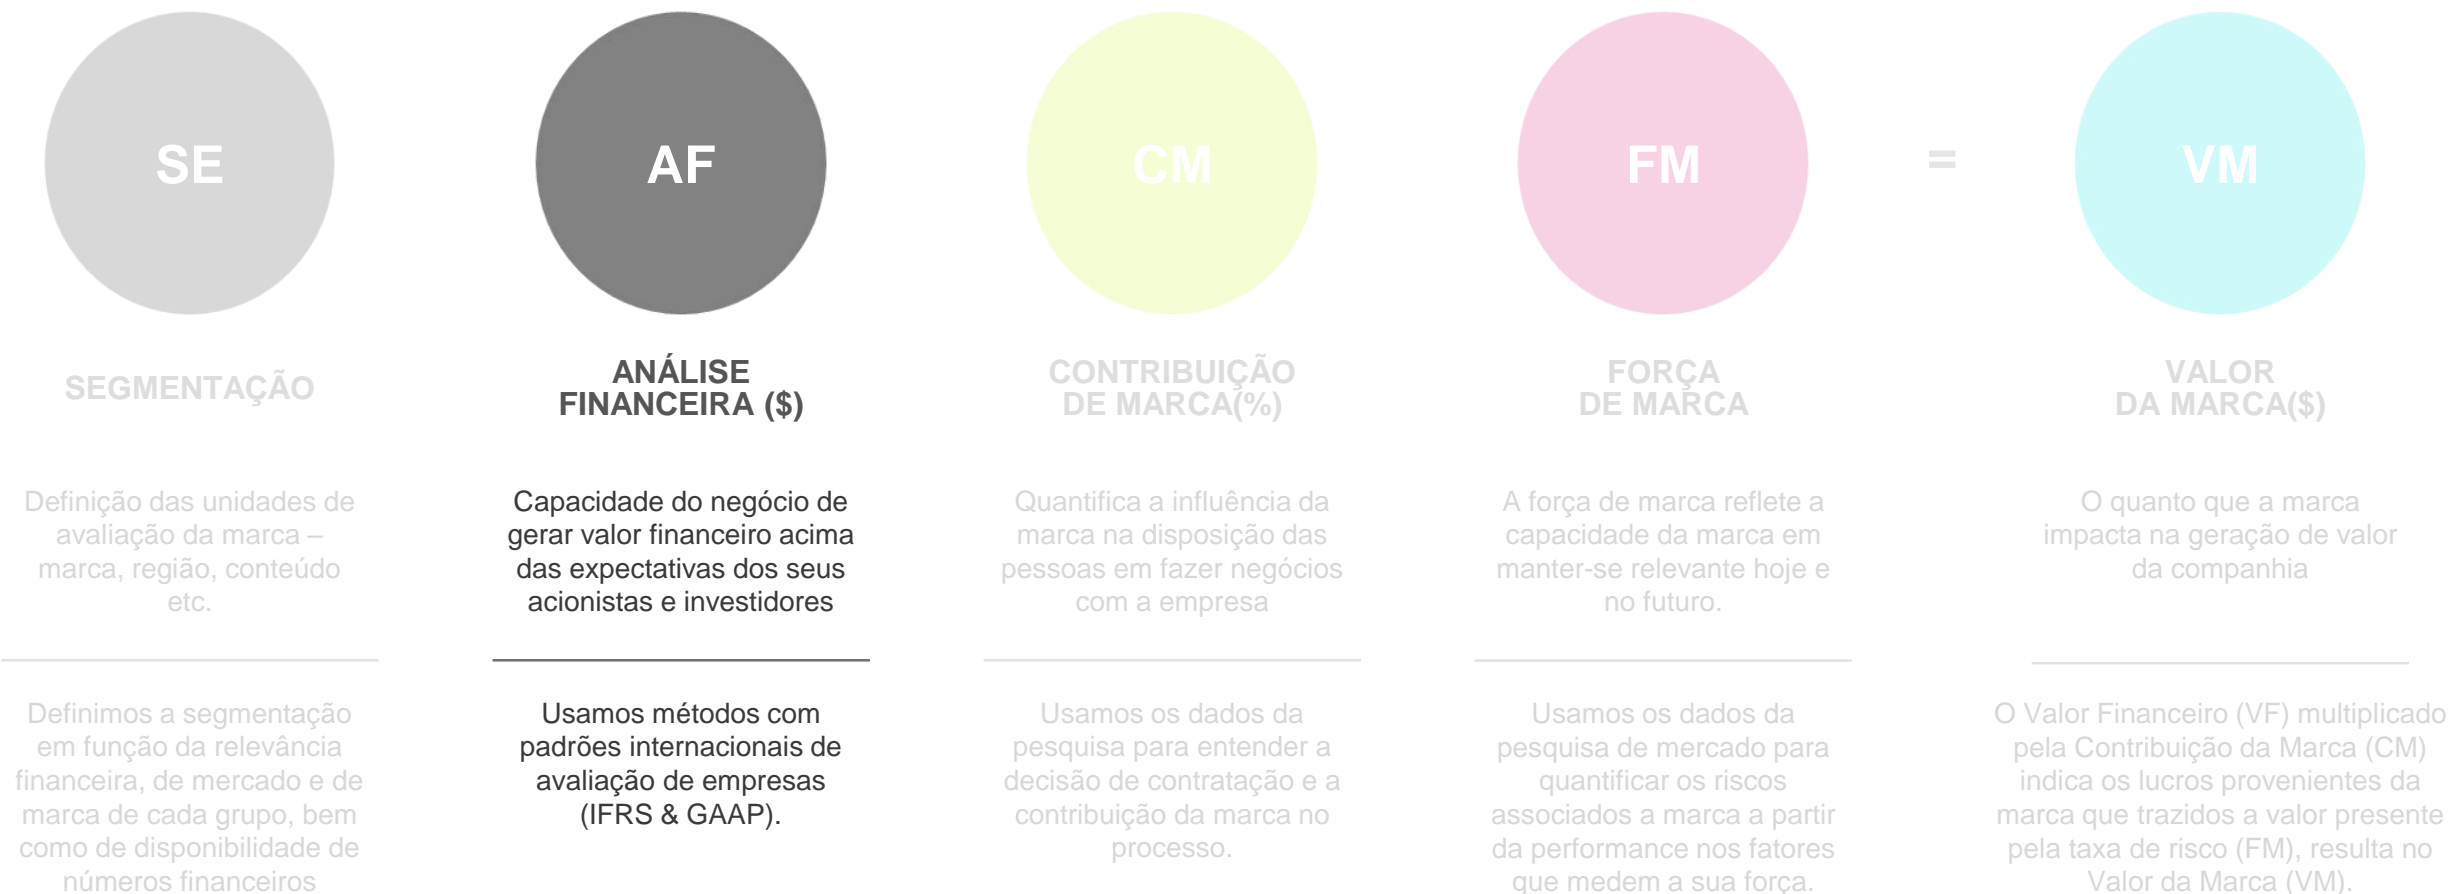 SE
AF
CM
FM
=
VM
SEGMENTAÇÃO
ANÁLISE
FINANCEIRA ($)
CONTRIBUIÇÃO
DE MARCA(%)
FORÇA
DE MARCA
VALOR
DA MARCA($)
Definição das unidades de
avaliação da marca –
marca, região, conteúdo
etc.
Capacidade do negócio de
gerar valor financeiro acima
das expectativas dos seus
acionistas e investidores
Quantifica a influência da
marca na disposição das
pessoas em fazer negócios
com a empresa
A força de marca reflete a
capacidade da marca em
manter-se relevante hoje e
no futuro.
O quanto que a marca
impacta na geração de valor
da companhia
Definimos a segmentação
em função da relevância
financeira, de mercado e de
marca de cada grupo, bem
como de disponibilidade de
números financeiros
Usamos métodos com
padrões internacionais de
avaliação de empresas
(IFRS & GAAP).
Usamos os dados da
pesquisa para entender a
decisão de contratação e a
contribuição da marca no
processo.
Usamos os dados da
pesquisa de mercado para
quantificar os riscos
associados a marca a partir
da performance nos fatores
que medem a sua força.
O Valor Financeiro (VF) multiplicado
pela Contribuição da Marca (CM)
indica os lucros provenientes da
marca que trazidos a valor presente
pela taxa de risco (FM), resulta no
Valor da Marca (VM).